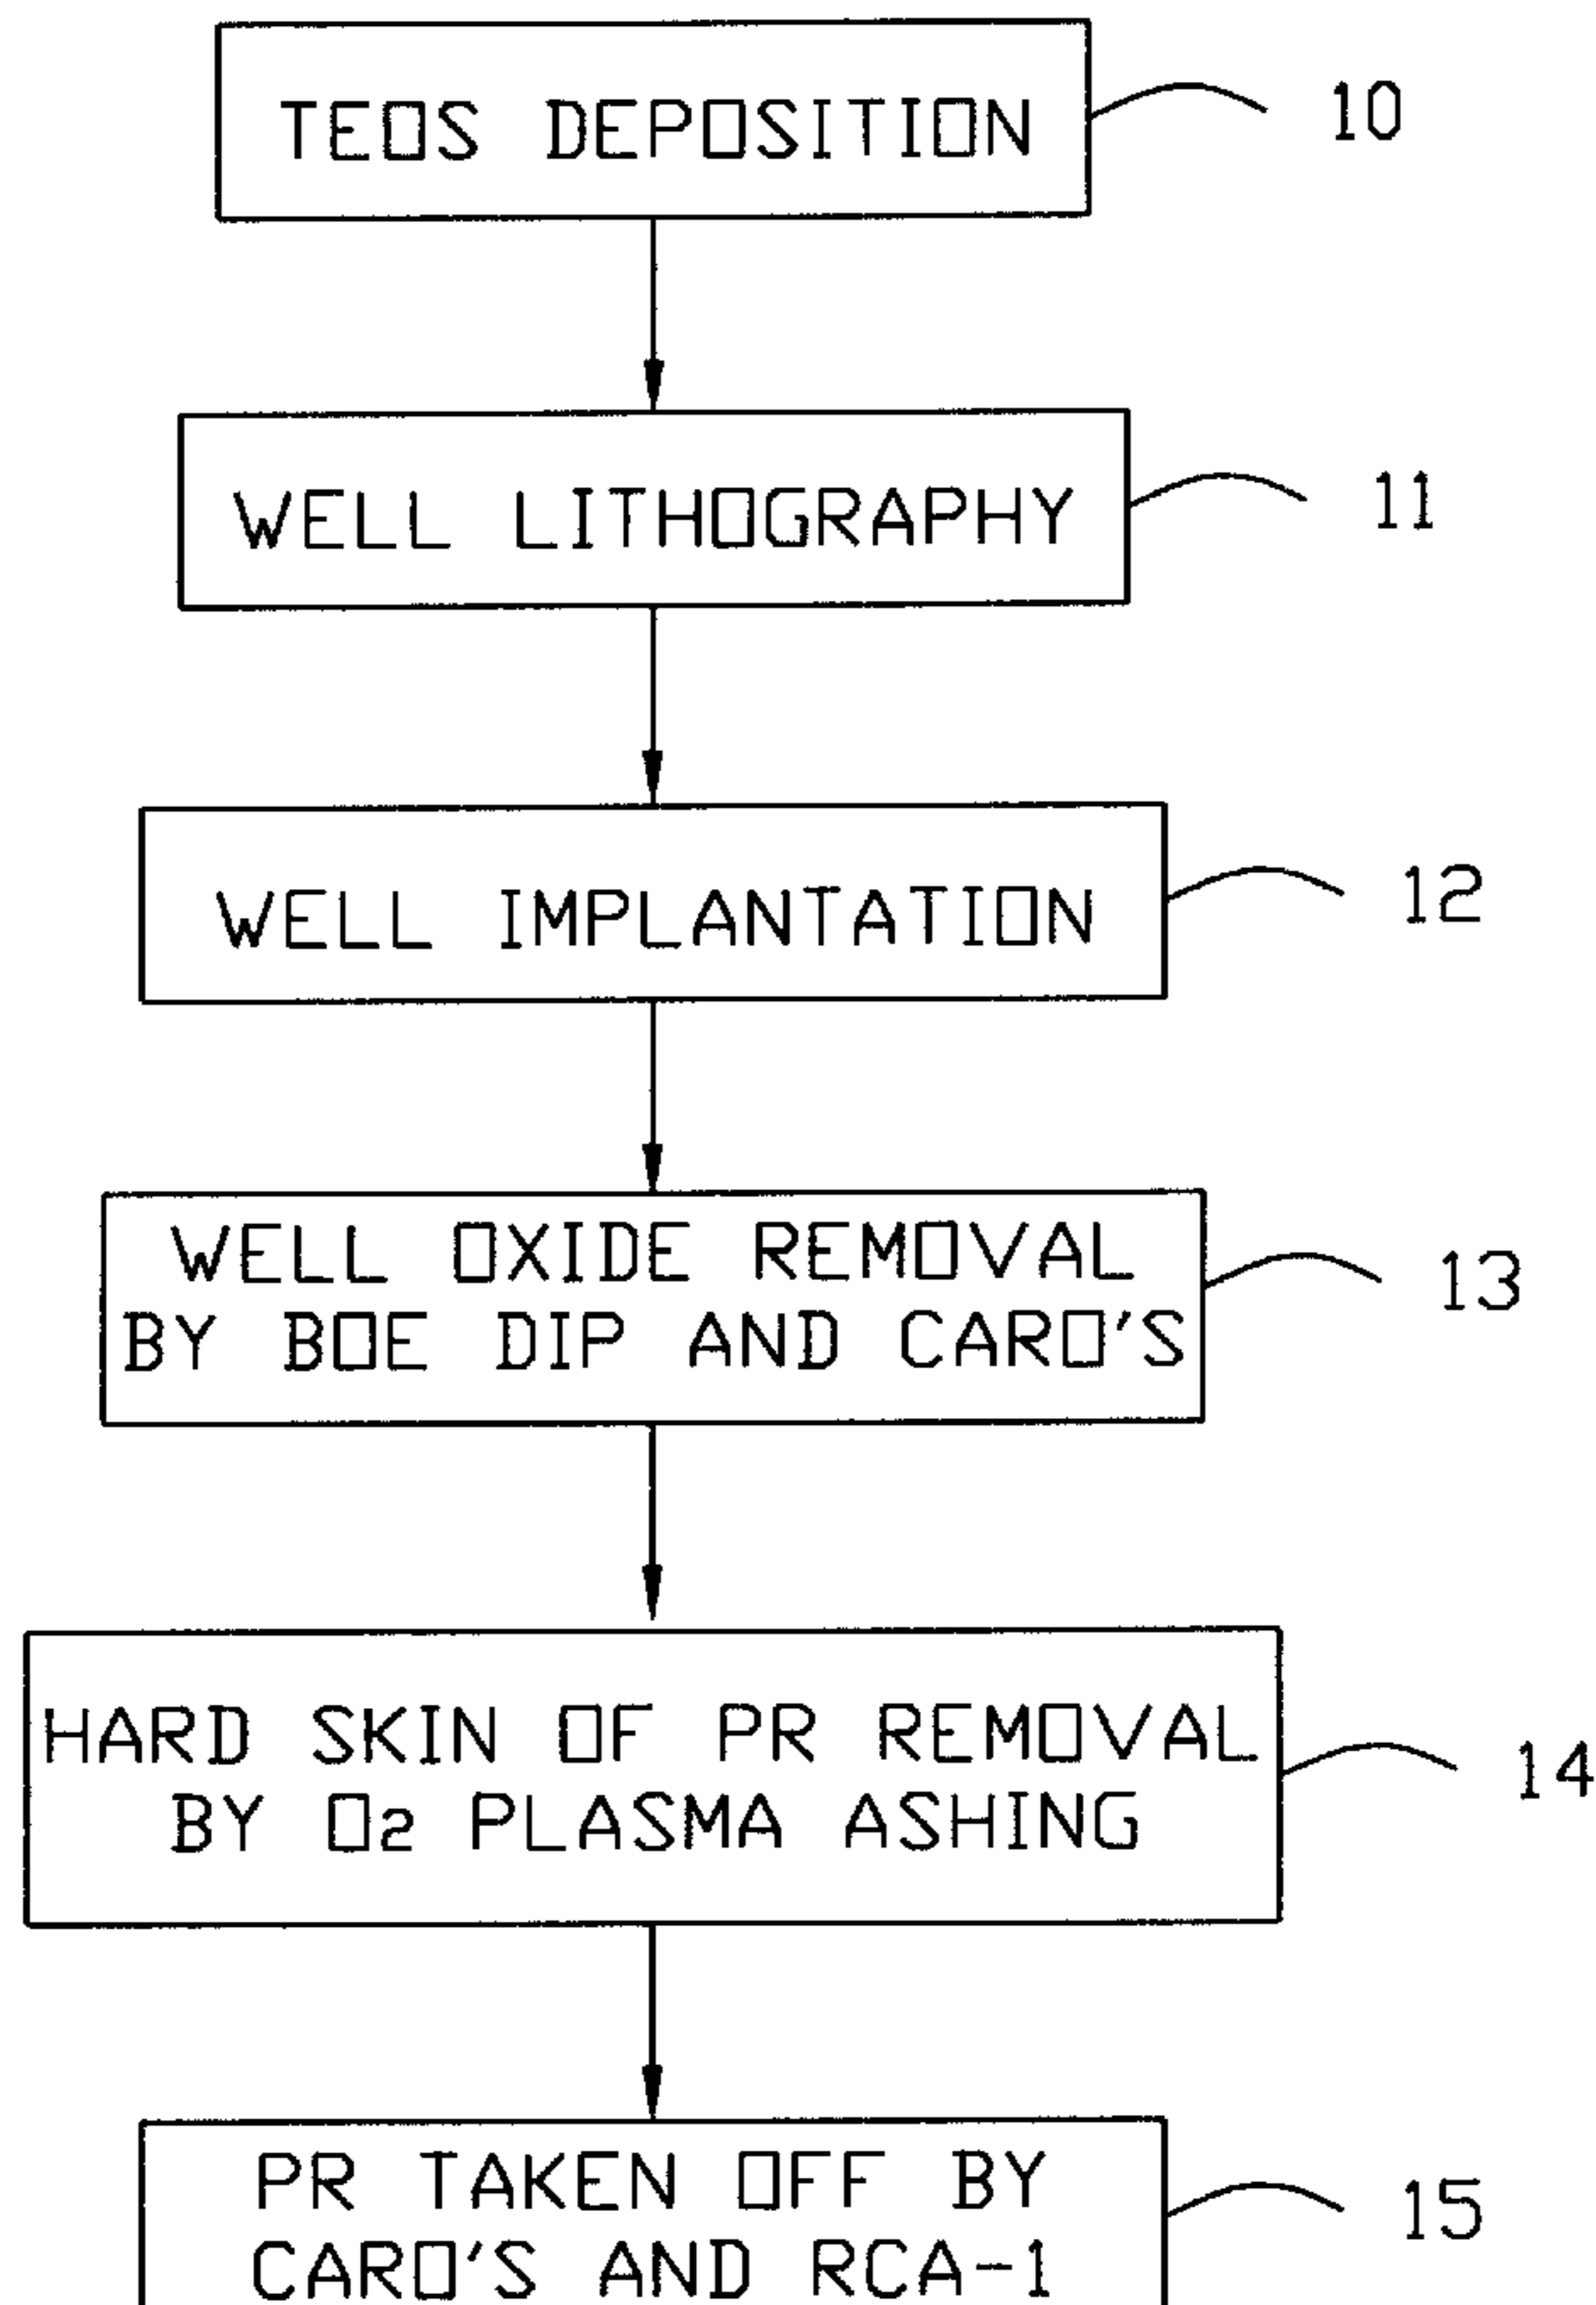 TEOS DEPOSITION
10
WELL LITHOGRAPHY
11
WELL IMPLANTATION
12
WELL OXIDE REMOVAL
BY BOE DIP AND CARO'S
13
HARD SKIN OF PR REMOVAL
BY O₂ PLASMA ASHING
14
PR TAKEN OFF BY
CARO'S AND RCA-1
15